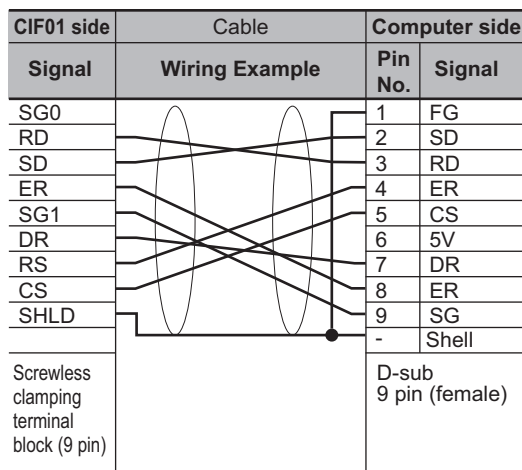 CIF01 side Cable Computer side
Signal Wiring Example Pin No. Signal
SG0 1 FG
RD 2 SD
SD 3 RD
ER 4 ER
SG1 5 CS
DR 6 5V
RS 7 DR
CS 8 ER
SHLD 9 SG
- Shell
Screwless
clamping
terminal
block (9 pin)
D-sub
9 pin (female)